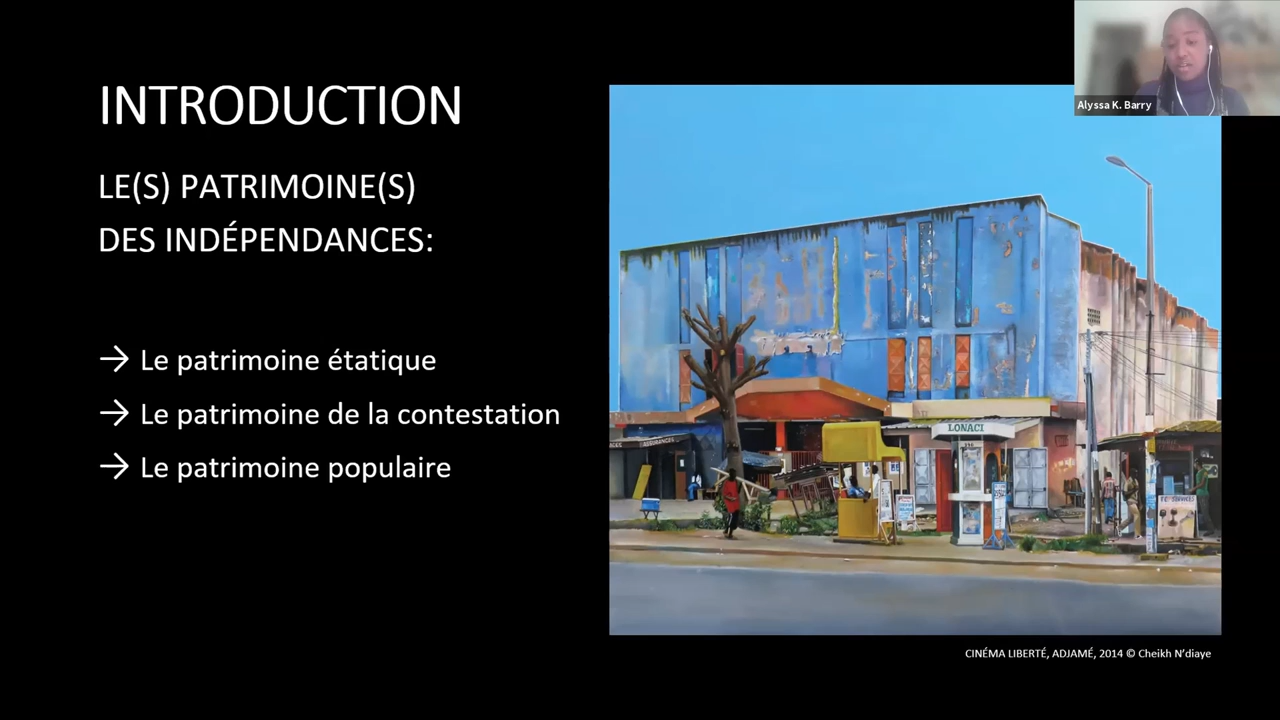 INTRODUCTION
LE(S) PATRIMOINE(S)
DES INDÉPENDANCES:
→ Le patrimoine étatique
→ Le patrimoine de la contestation
→ Le patrimoine populaire
Alyssa K. Barry
ASSURANCES
LONACI
CINÉMA LIBERTÉ, ADJAMÉ, 2014 © Cheikh N'diaye